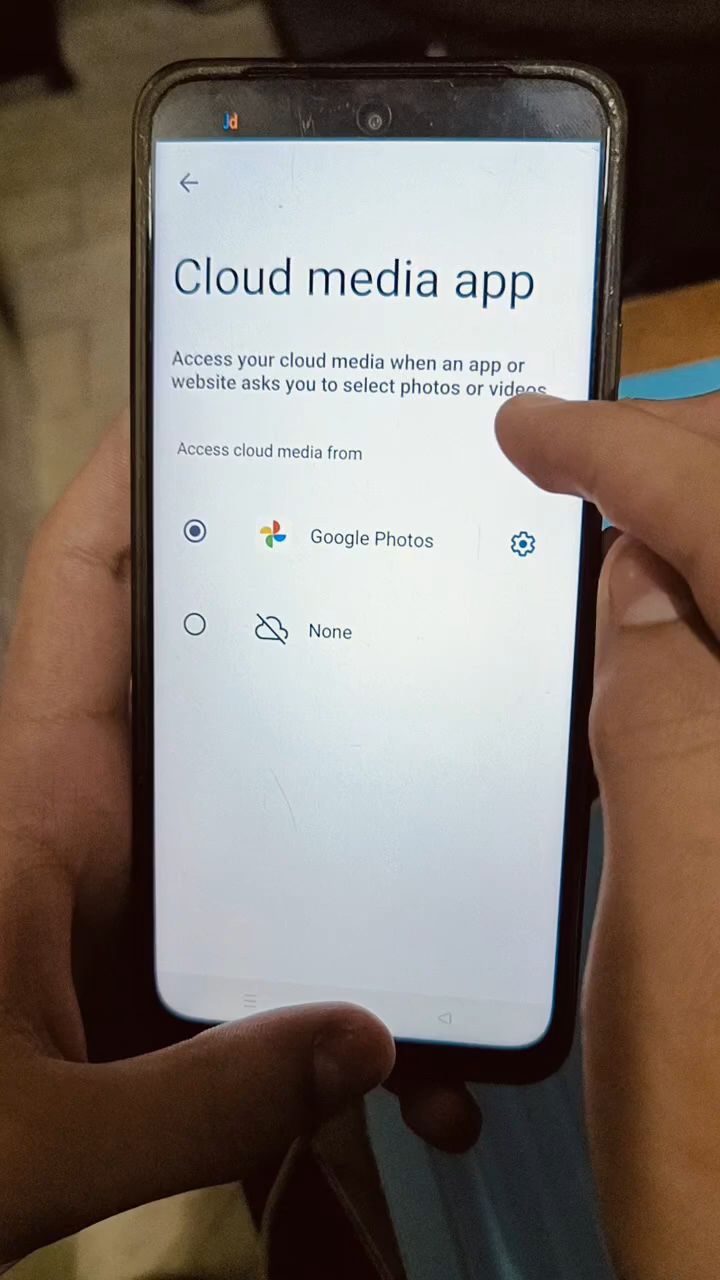 Jd
Cloud media app
Access your cloud media when an app or
website asks you to select photos or videos
Access cloud media from
Google Photos
None